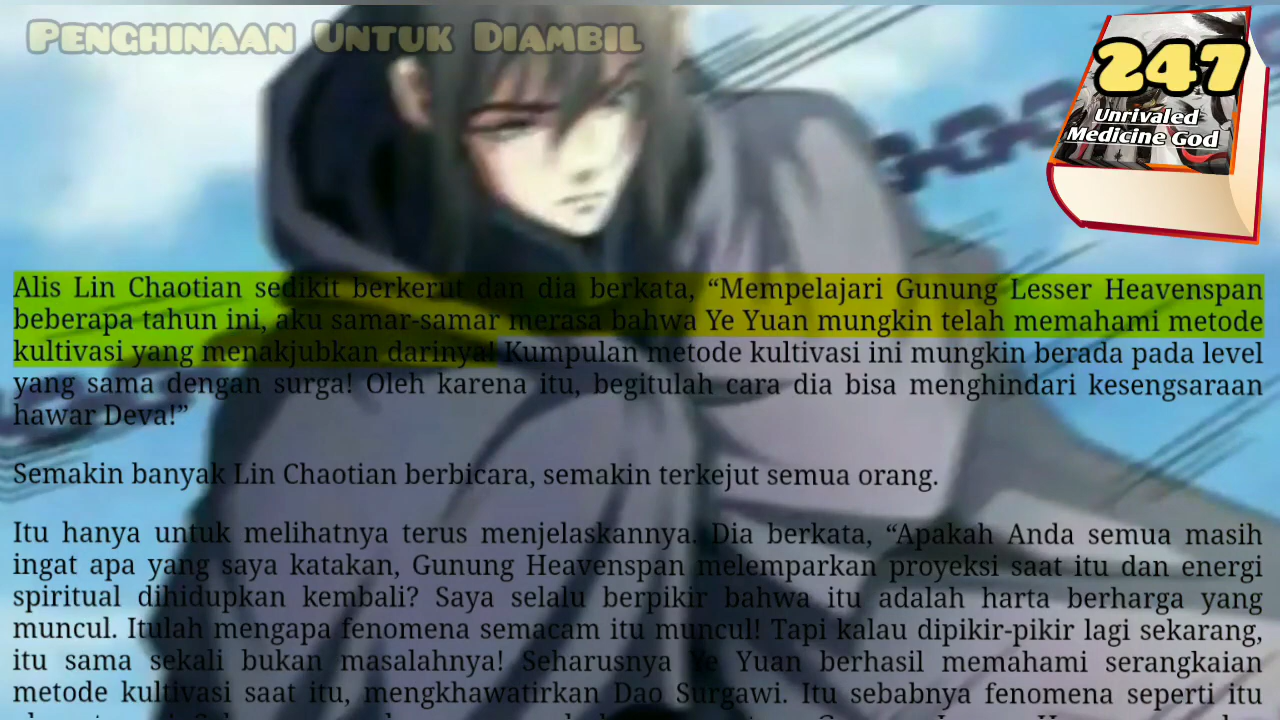 Penghinaan Untuk Diambil
247
Unrivaled
Medicine God
Alis Lin Chaotian sedikit berkerut dan dia berkata, “Mempelajari Gunung Lesser Heavenspan
beberapa tahun ini, aku samar-samar merasa bahwa Ye Yuan mungkin telah memahami metode
kultivasi yang menakjubkan darinya! Kumpulan metode kultivasi ini mungkin berada pada level
yang sama dengan surga! Oleh karena itu, begitulah cara dia bisa menghindari kesengsaraan
hawar Deva!”
Semakin banyak Lin Chaotian berbicara, semakin terkejut semua orang.
Itu hanya untuk melihatnya terus menjelaskannya. Dia berkata, “Apakah Anda semua masih
ingat apa yang saya katakan, Gunung Heavenspan melemparkan proyeksi saat itu dan energi
spiritual dihidupkan kembali? Saya selalu berpikir bahwa itu adalah harta berharga yang
muncul. Itulah mengapa fenomena semacam itu muncul! Tapi kalau dipikir-pikir lagi sekarang,
itu sama sekali bukan masalahnya! Seharusnya Ye Yuan berhasil memahami serangkaian
metode kultivasi saat itu, mengkhawatirkan Dao Surgawi. Itu sebabnya fenomena seperti itu